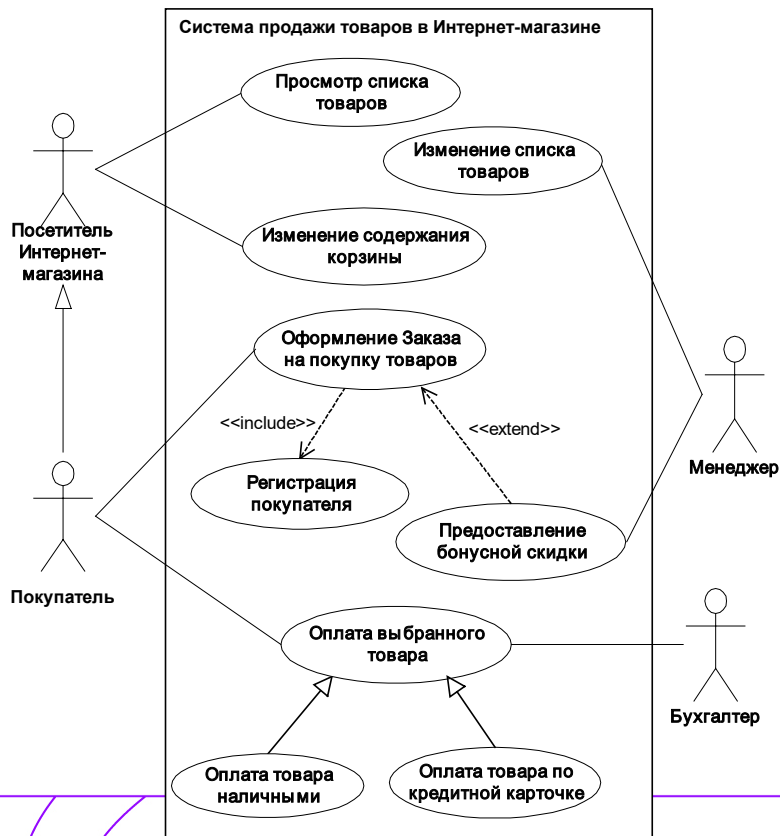 Система продажи товаров в Интернет-магазине
Просмотр списка
товаров
Изменение списка
товаров
Посетитель
Интернет-
магазина
Изменение содержания
корзины
Оформление Заказа
на покупку товаров
<<include>>
<<extend>>
Менеджер
Регистрация
покупателя
Предоставление
бонусной скидки
Покупатель
Оплата выбранного
товара
Бухгалтер
Оплата товара
наличными
Оплата товара по
кредитной карточке